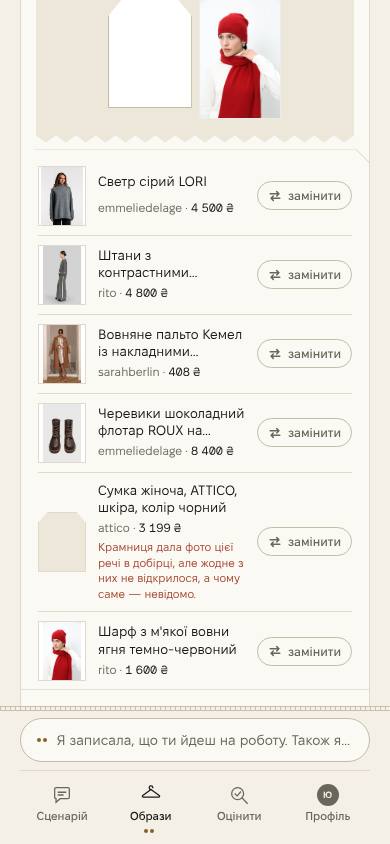 Светр сірий LORI
emmeliedelage · 4 500 ₴
замінити
Штани з
контрастними...
rito · 4 800 ₴
замінити
Вовняне пальто Кемел
із накладними...
sarahberlin · 408 ₴
замінити
Черевики шоколадний
флотар ROUX на...
emmeliedelage · 8 400 ₴
замінити
Сумка жіноча, ATTICO,
шкіра, колір чорний
attico · 3 199 ₴
Крамниця дала фото цієї
речі в добірці, але жодне з
них не відкрилося, а чому
саме — невідомо.
замінити
Шарф з м'якої вовни
ягня темно-червоний
rito · 1 600 ₴
замінити
Я записала, що ти йдеш на роботу. Також я...
Сценарій
Образи
Оцінити
Ю
Профіль